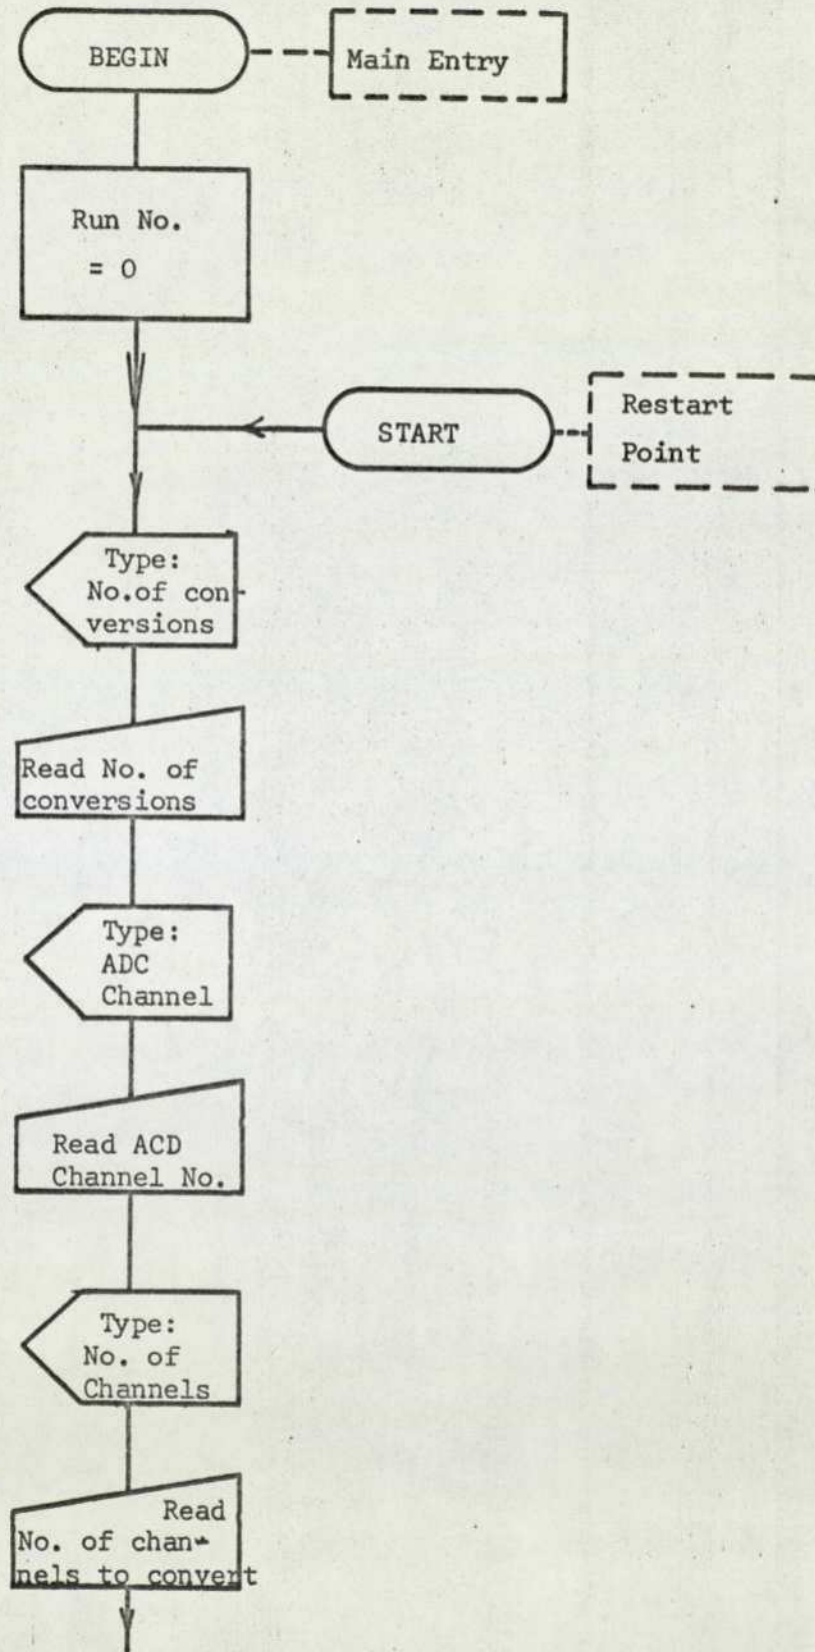 BEGIN
Main Entry
Run No.
= 0
START
Restart
Point
Type:
No.of con-
versions
Read No. of
conversions
Type:
ADC
Channel
Read ACD
Channel No.
Type:
No. of
Channels
Read
No. of chan-
nels to convert